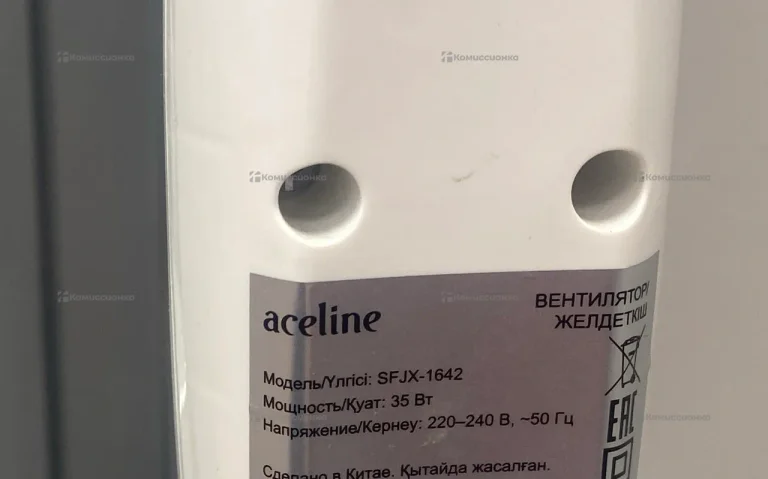 Комиссионка
Комиссионка
Комиссионка
Комиссионка
aceline
ВЕНТИЛЯТОР/
ЖЕЛДЕТКІШ
Модель/Үлгісі: SFJX-1642
Мощность/Қуат: 35 Вт
Напряжение/Кернеу: 220–240 В, ~50 Гц
EAC
Сделано в Китае. Қытайда жасалған.
Комиссионка
Комиссионка
Комиссионка